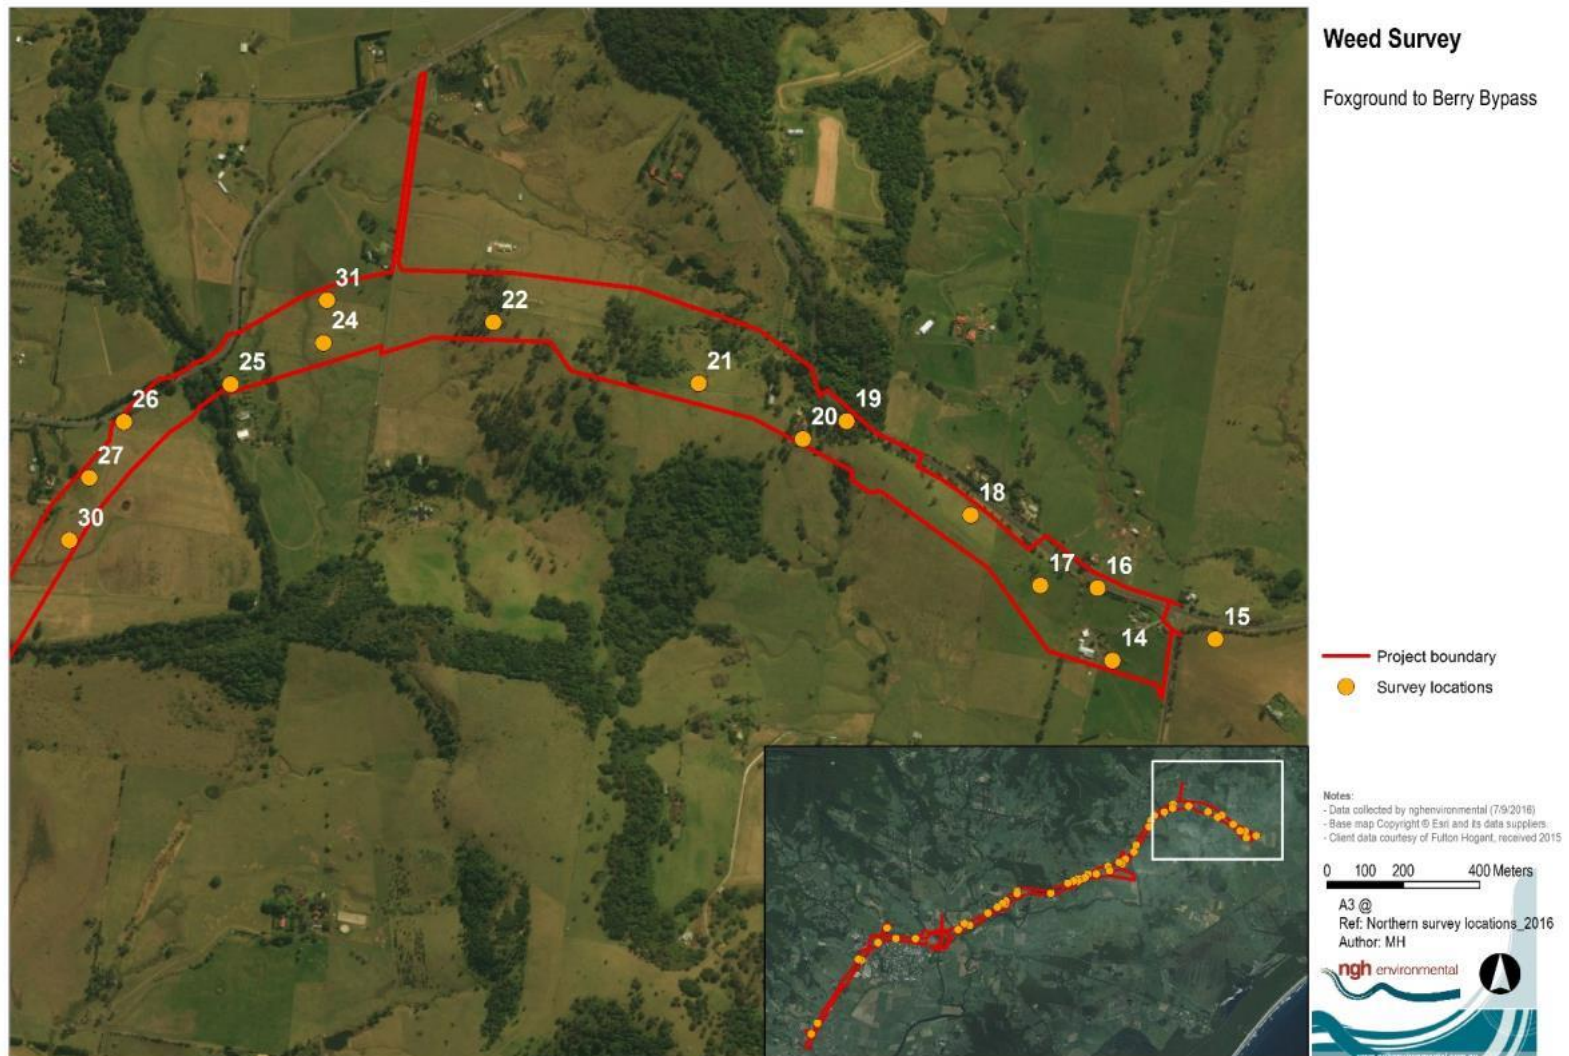 Weed Survey
Foxground to Berry Bypass
31
24
22
25
21
26
20
19
27
18
30
17
16
15
14
Project boundary
Survey locations
Notes:
- Data collected by nghenvironmental (7/9/2016)
- Base map Copyright © Esri and its data suppliers.
- Client data courtesy of Fulton Hogant, received 2015
0 100 200 400 Meters
A3 @
Ref: Northern survey locations_2016
Author: MH
ngh environmental